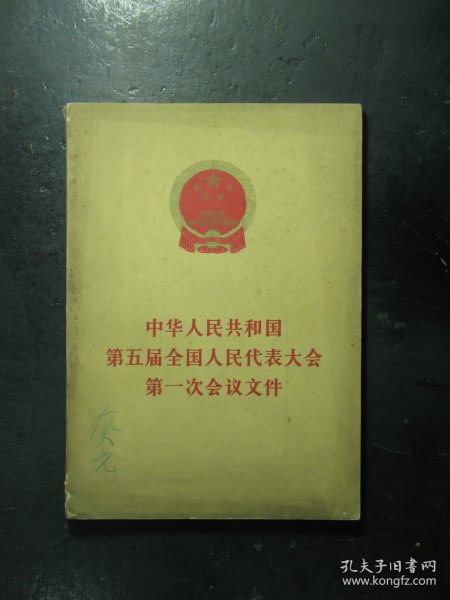 中华人民共和国
第五届全国人民代表大会
第一次会议文件
孔夫子旧书网
www.kongfz.com